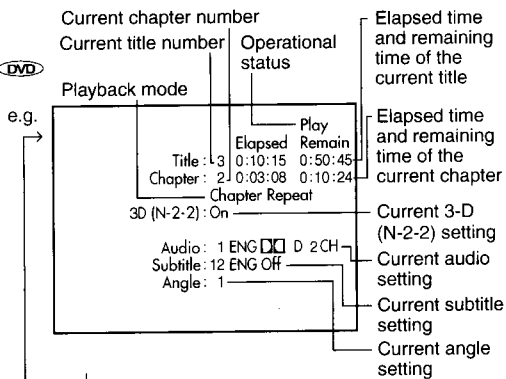 Current chapter number
Current title number
Operational
status
Elapsed time
and remaining
time of the
current title
DVD
Playback mode
e.g.
Play
Elapsed Remain
Title : 3 0:10:15 0:50:45
Chapter : 2 0:03:08 0:10:24
Chapter Repeat
3D (N-2-2) : On
Audio : 1 ENG D 2CH
Subtitle : 12 ENG Off
Angle : 1
Elapsed time
and remaining
time of the
current chapter
Current 3-D
(N-2-2) setting
Current audio
setting
Current subtitle
setting
Current angle
setting